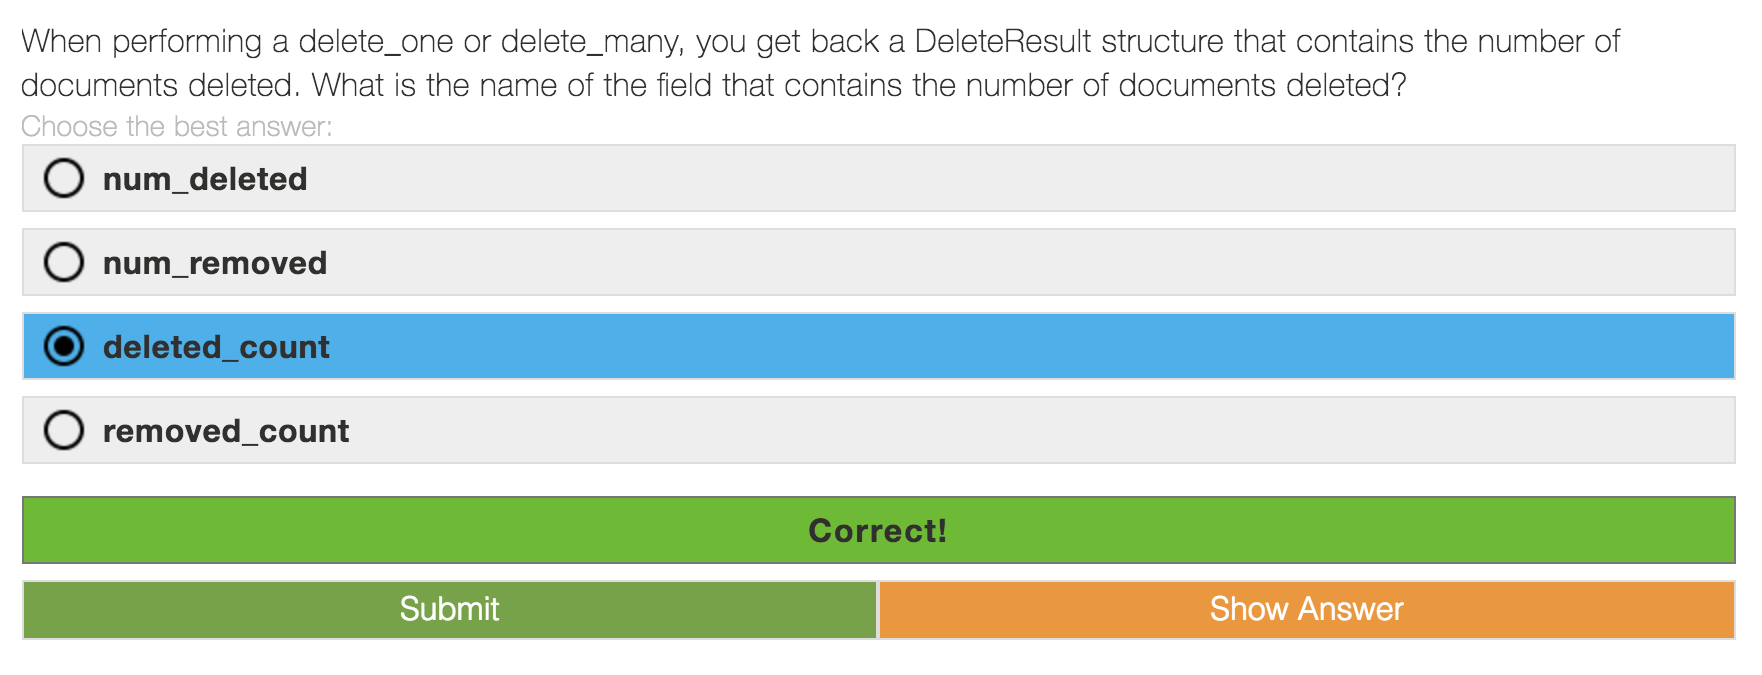 When performing a delete_one or delete_many, you get back a DeleteResult structure that contains the number of
documents deleted. What is the name of the field that contains the number of documents deleted?
Choose the best answer:
num_deleted
num_removed
deleted_count
removed_count
Correct!
Submit
Show Answer